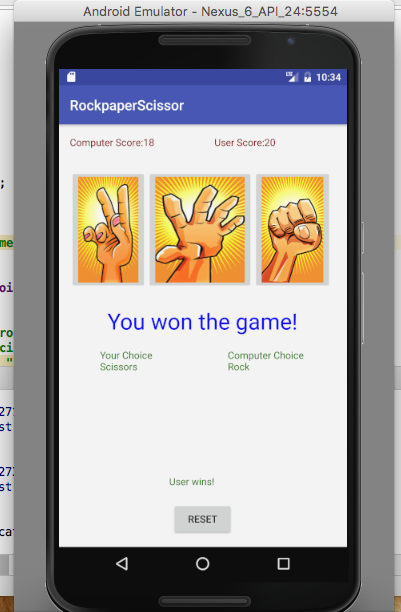 Android Emulator - Nexus_6_API_24:5554
LTE 10:34
RockpaperScissor
Computer Score:18 User Score:20
You won the game!
Your Choice Computer Choice
Scissors Rock
User wins!
RESET